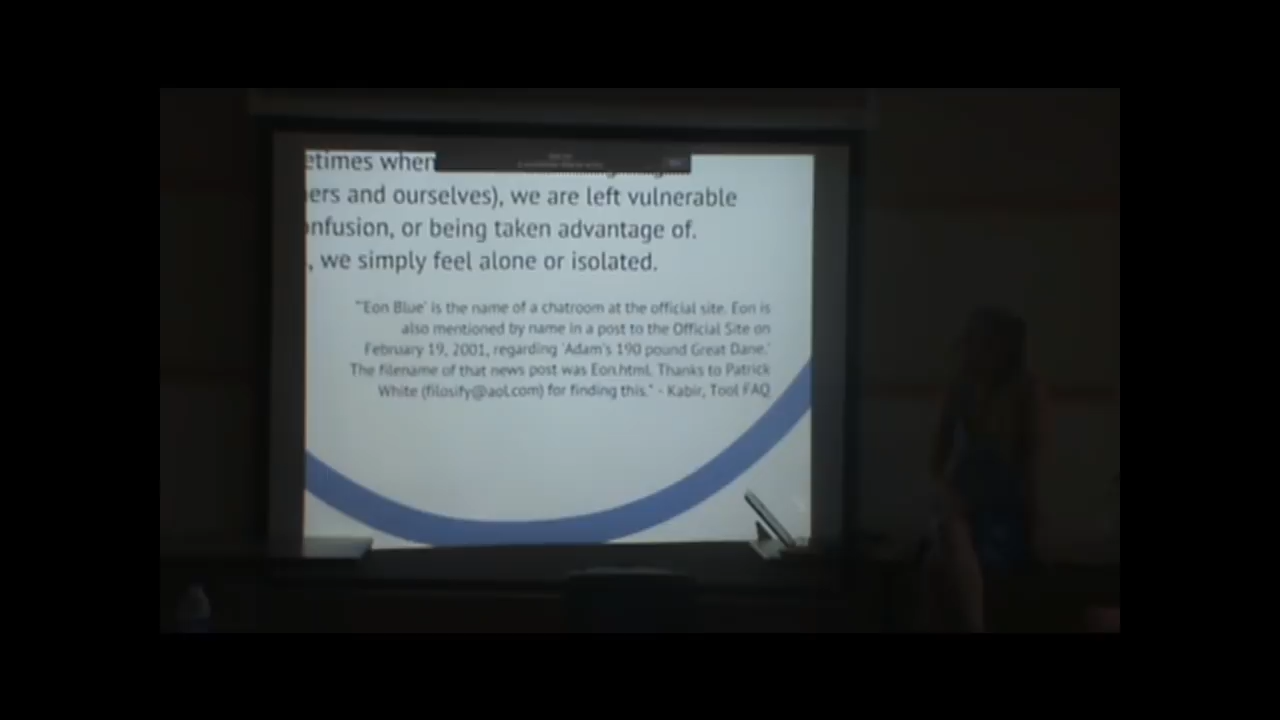 etimes when
ers and ourselves), we are left vulnerable
onfusion, or being taken advantage of.
, we simply feel alone or isolated.
"'Eon Blue' is the name of a chatroom at the official site. Eon is
also mentioned by name in a post to the Official Site on
February 19, 2001, regarding 'Adam's 190 pound Great Dane.'
The filename of that news post was Eon.html. Thanks to Patrick
White (filosify@aol.com) for finding this." - Kabir, Tool FAQ